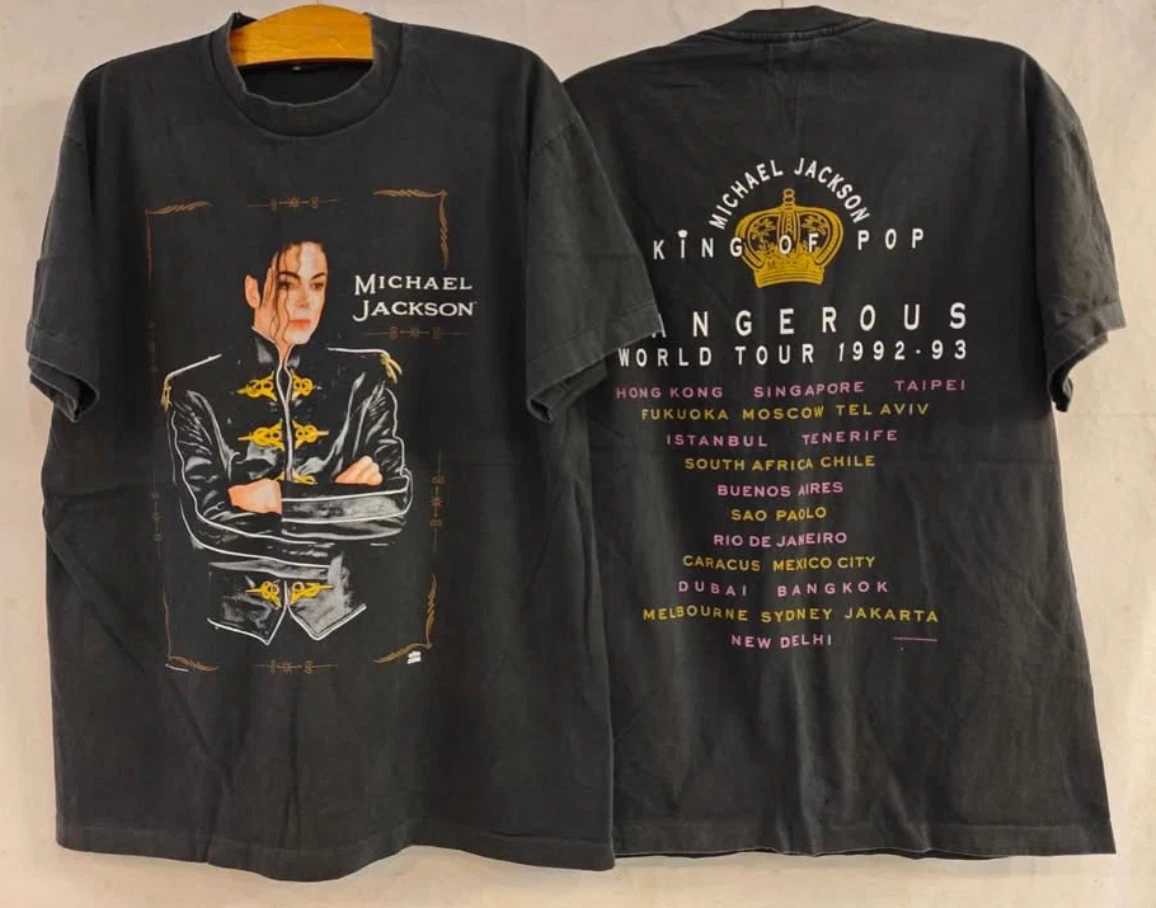 MICHAEL
JACKSON
MICHAEL JACKSON
KING OF POP
ANGEROUS
WORLD TOUR 1992-93
HONG KONG SINGAPORE TAIPEI
FUKUOKA MOSCOW TEL AVIV
ISTANBUL TENERIFE
SOUTH AFRICA CHILE
BUENOS AIRES
SAO PAOLO
RIO DE JANEIRO
CARACUS MEXICO CITY
DUBAI BANGKOK
MELBOURNE SYDNEY JAKARTA
NEW DELHI